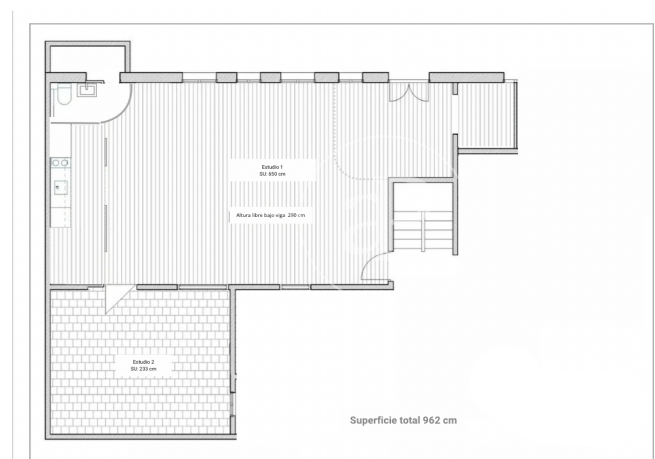 Estudio 1
SU: 650 cm
Altura libre bajo viga  290 cm
Estudio 2
SU: 233 cm
Superficie total 962 cm